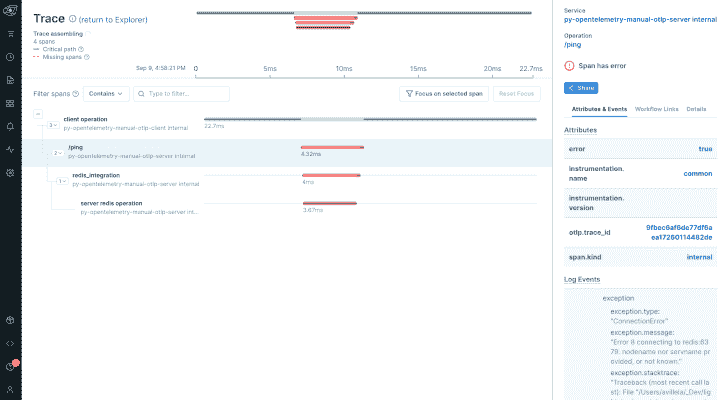 Trace (return to Explorer)
Trace assembling
4 spans
Critical path
Missing spans
Sep 9, 4:58:21 PM
0
5ms
10ms
15ms
20ms
22.7ms
Filter spans
Contains
Type to filter...
Focus on selected span
Reset Focus
3
client operation
py-opentelemetry-manual-otlp-client internal
22.7ms
2
/ping
py-opentelemetry-manual-otlp-server internal
4.32ms
1
redis_integration
py-opentelemetry-manual-otlp-server internal
4ms
server redis operation
py-opentelemetry-manual-otlp-server int...
3.67ms
Service
py-opentelemetry-manual-otlp-server internal
Operation
/ping
Span has error
Share
Attributes & Events
Workflow Links
Details
Attributes
error
true
instrumentation.
name
common
instrumentation.
version
otlp.trace_id
span.kind
internal
Log Events
exception
exception.type:
"ConnectionError"
exception.message:
"Error 8 connecting to redis:63
79. nodename nor servname pr
ovided, or not known."
exception.stacktrace:
"Traceback (most recent call la
st): File "/Users/avillela/_Dev/lig